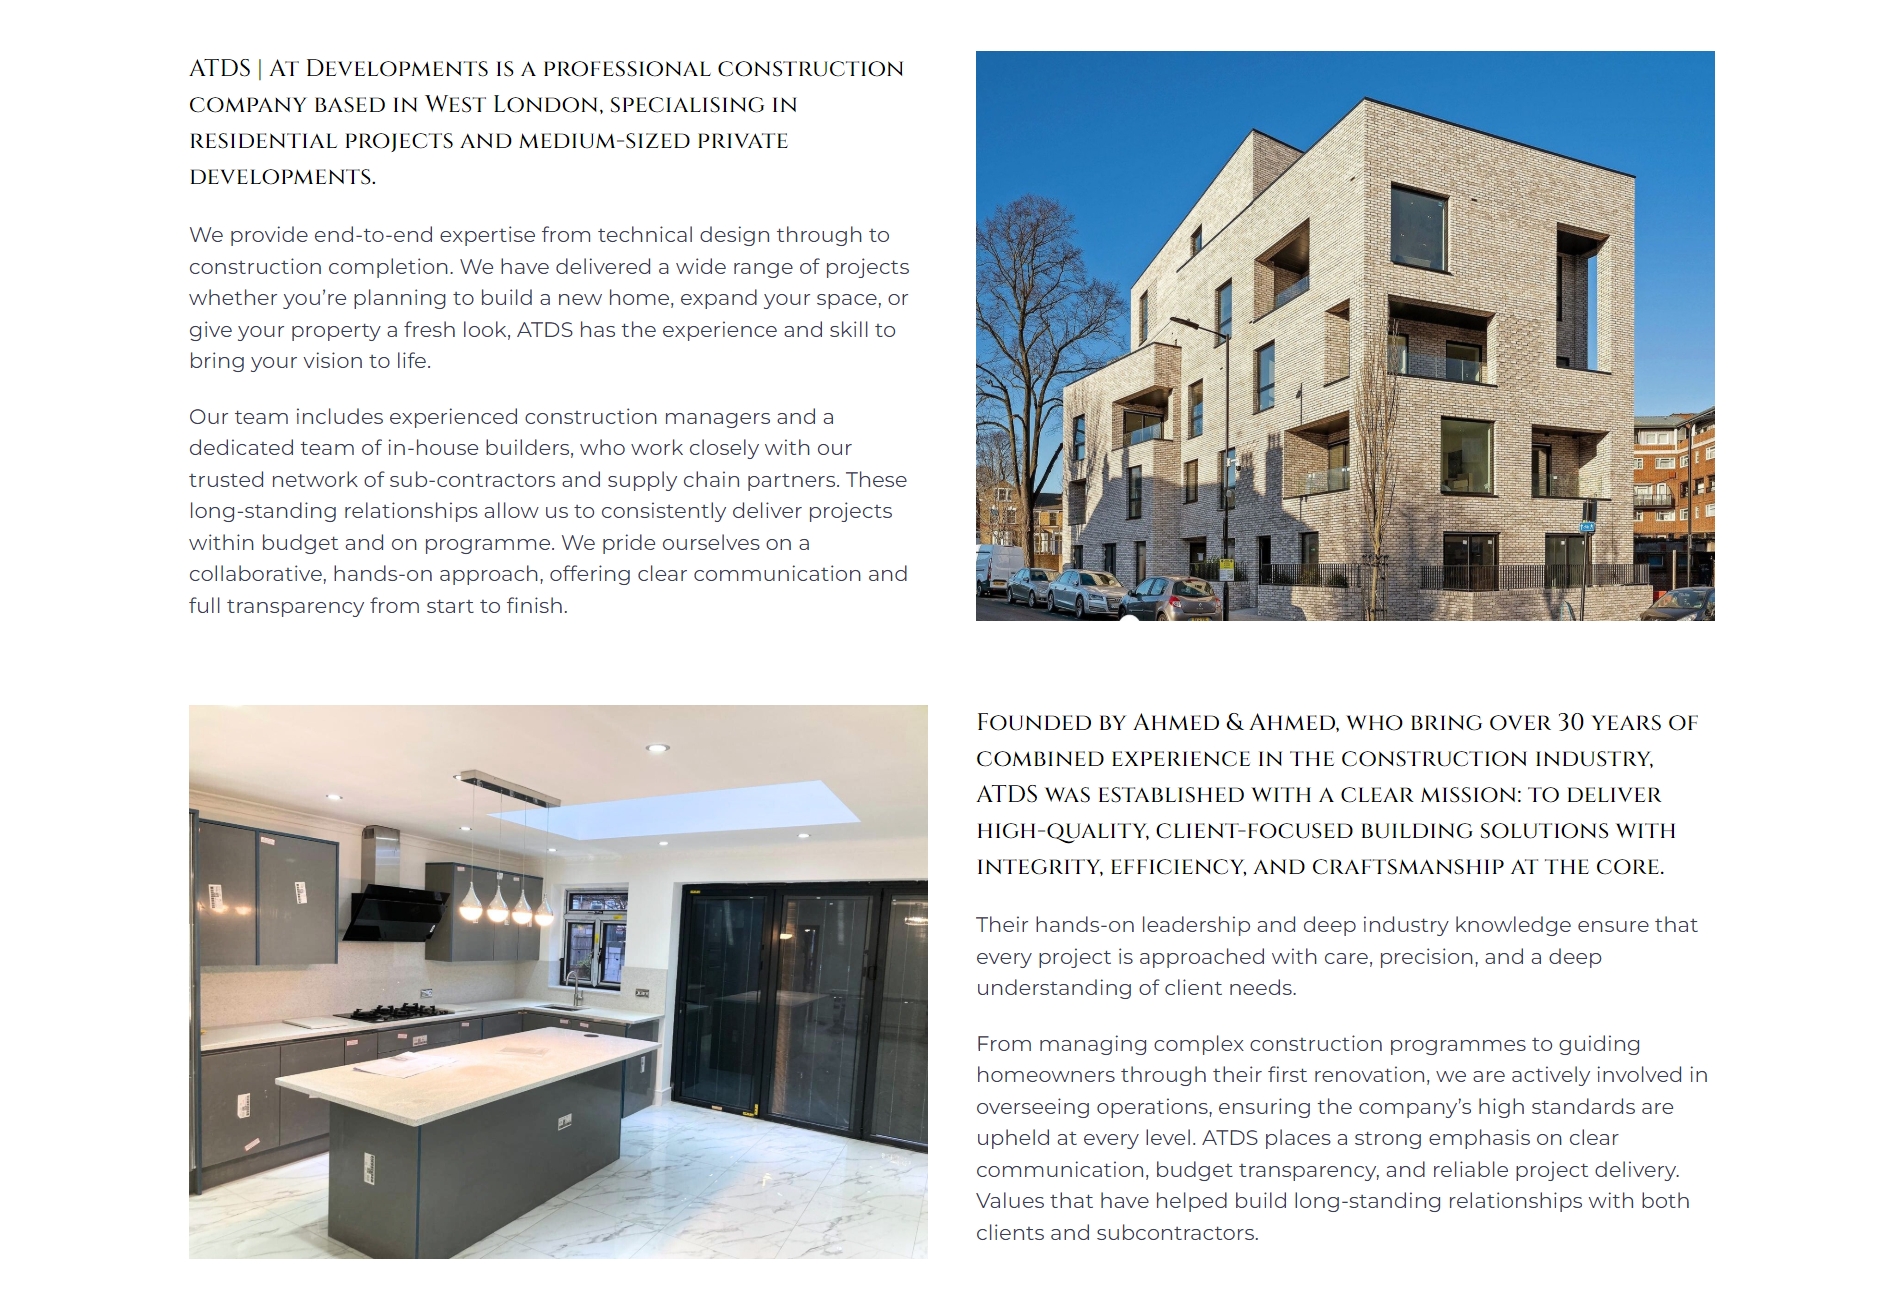 ATDS | At Developments is a professional construction
company based in West London, specialising in
residential projects and medium-sized private
developments.
We provide end-to-end expertise from technical design through to
construction completion. We have delivered a wide range of projects
whether you’re planning to build a new home, expand your space, or
give your property a fresh look, ATDS has the experience and skill to
bring your vision to life.
Our team includes experienced construction managers and a
dedicated team of in-house builders, who work closely with our
trusted network of sub-contractors and supply chain partners. These
long-standing relationships allow us to consistently deliver projects
within budget and on programme. We pride ourselves on a
collaborative, hands-on approach, offering clear communication and
full transparency from start to finish.
Founded by Ahmed & Ahmed, who bring over 30 years of
combined experience in the construction industry,
ATDS was established with a clear mission: to deliver
high-quality, client-focused building solutions with
integrity, efficiency, and craftsmanship at the core.
Their hands-on leadership and deep industry knowledge ensure that
every project is approached with care, precision, and a deep
understanding of client needs.
From managing complex construction programmes to guiding
homeowners through their first renovation, we are actively involved in
overseeing operations, ensuring the company’s high standards are
upheld at every level. ATDS places a strong emphasis on clear
communication, budget transparency, and reliable project delivery.
Values that have helped build long-standing relationships with both
clients and subcontractors.